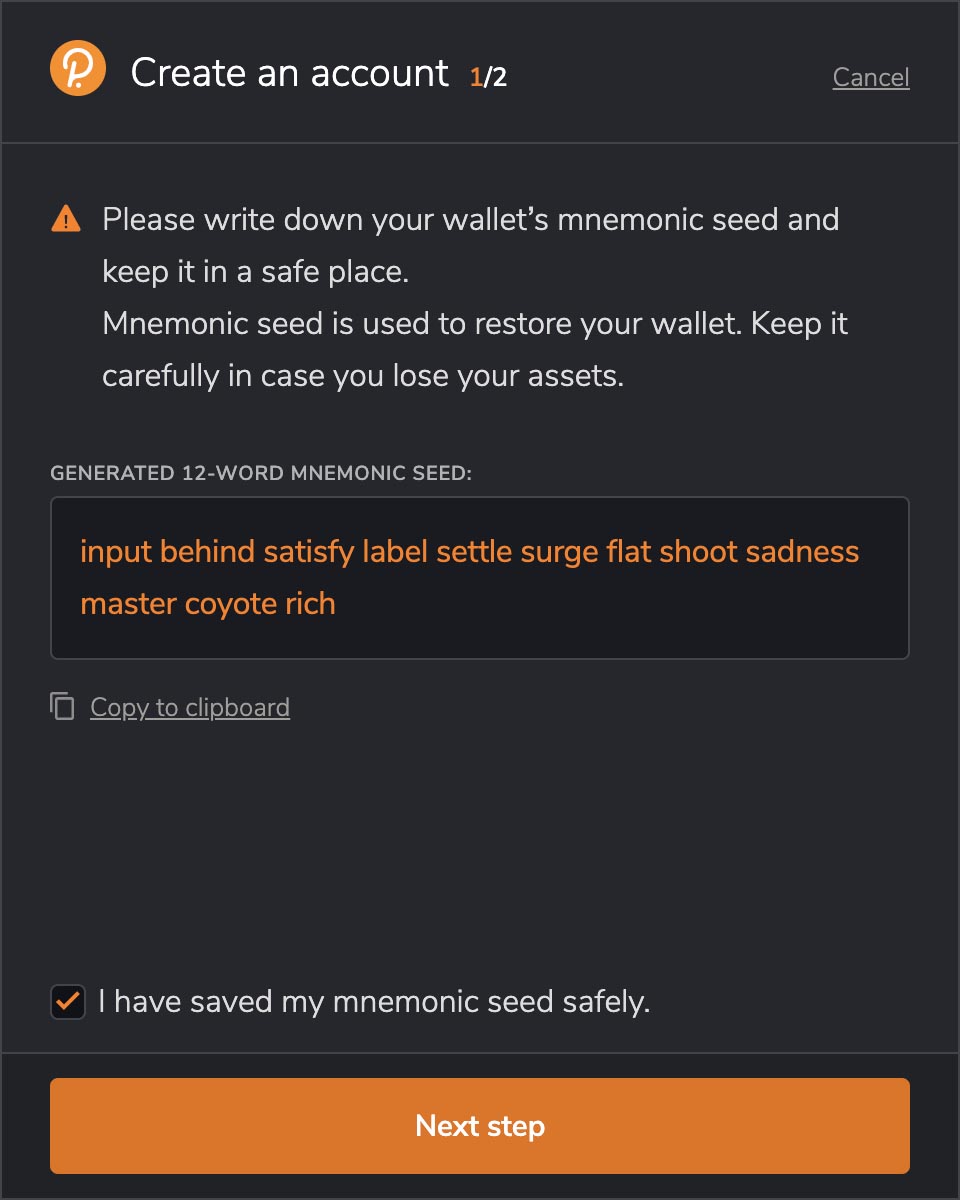 Create an account 1/2
Cancel
Please write down your wallet’s mnemonic seed and
keep it in a safe place.
Mnemonic seed is used to restore your wallet. Keep it
carefully in case you lose your assets.
GENERATED 12-WORD MNEMONIC SEED:
input behind satisfy label settle surge flat shoot sadness
master coyote rich
Copy to clipboard
I have saved my mnemonic seed safely.
Next step